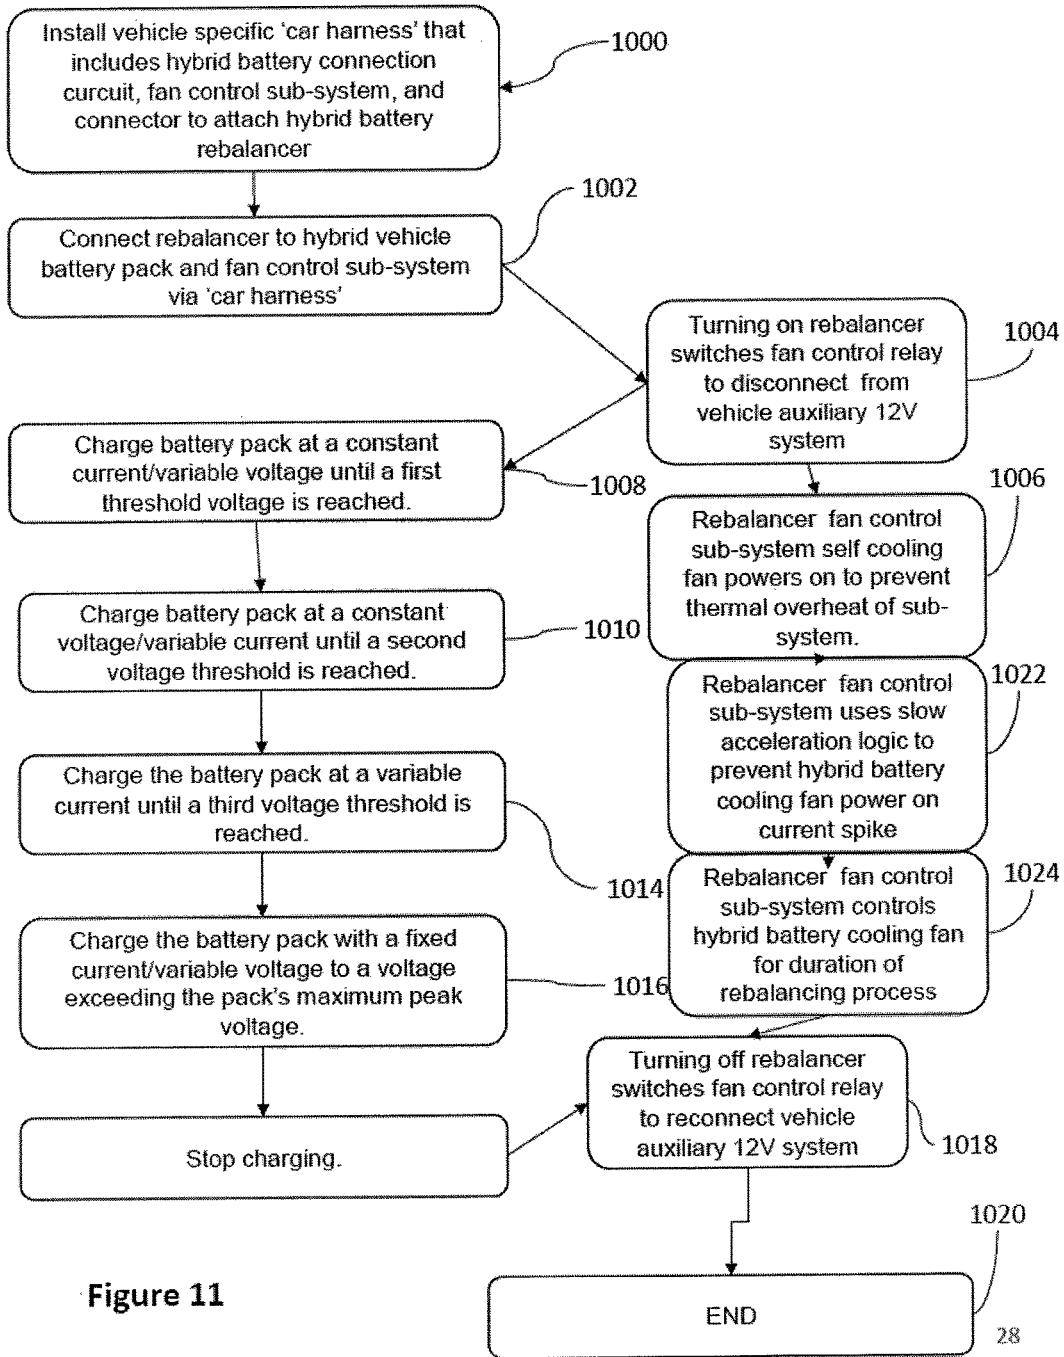 Install vehicle specific 'car harness' that
includes hybrid battery connection
curcuit, fan control sub-system, and
connector to attach hybrid battery
rebalancer
1000
Connect rebalancer to hybrid vehicle
battery pack and fan control sub-system
via 'car harness'
1002
Turning on rebalancer
switches fan control relay
to disconnect from
vehicle auxiliary 12V
system
1004
Charge battery pack at a constant
current/variable voltage until a first
threshold voltage is reached.
1008
Rebalancer fan control
sub-system self cooling
fan powers on to prevent
thermal overheat of sub-
system.
1006
Charge battery pack at a constant
voltage/variable current until a second
voltage threshold is reached.
1010
Rebalancer fan control
sub-system uses slow
acceleration logic to
prevent hybrid battery
cooling fan power on
current spike
1022
Charge the battery pack at a variable
current until a third voltage threshold is
reached.
1014
Rebalancer fan control
sub-system controls
hybrid battery cooling fan
for duration of
rebalancing process
1024
Charge the battery pack with a fixed
current/variable voltage to a voltage
exceeding the pack's maximum peak
voltage.
1016
Turning off rebalancer
switches fan control relay
to reconnect vehicle
auxiliary 12V system
1018
Stop charging.
1020
END
Figure 11
28